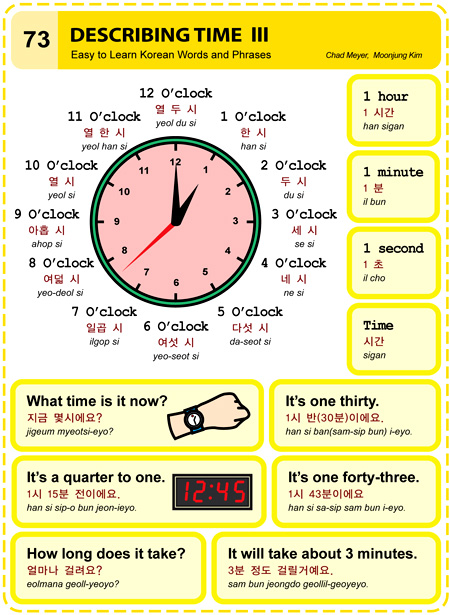 73
DESCRIBING TIME III
Easy to Learn Korean Words and Phrases
Chad Meyer, Moonjung Kim
12 O'clock
열 두 시
yeol du si
11 O'clock
열 한 시
yeol han si
1 O'clock
한 시
han si
10 O'clock
열 시
yeol si
2 O'clock
두 시
du si
9 O'clock
아홉 시
ahop si
3 O'clock
세 시
se si
8 O'clock
여덟 시
yeo-deol si
4 O'clock
네 시
ne si
7 O'clock
일곱 시
ilgop si
6 O'clock
여섯 시
yeo-seot si
5 O'clock
다섯 시
da-seot si
12
1
2
3
4
5
6
7
8
9
10
11
1 hour
1 시간
han sigan
1 minute
1 분
il bun
1 second
1 초
il cho
Time
시간
sigan
What time is it now?
지금 몇시에요?
jigeum myeotsi-eyo?
It's one thirty.
1시 반(30분)이에요.
han si ban(sam-sip bun) i-eyo.
It's a quarter to one.
1시 15분 전이에요.
han si sip-o bun jeon-ieyo.
12:45
It's one forty-three.
1시 43분이에요
han si sa-sip sam bun i-eyo.
How long does it take?
얼마나 걸려요?
eolmana geoll-yeoyo?
It will take about 3 minutes.
3분 정도 걸릴거예요.
sam bun jeongdo geollil-geoyeyo.